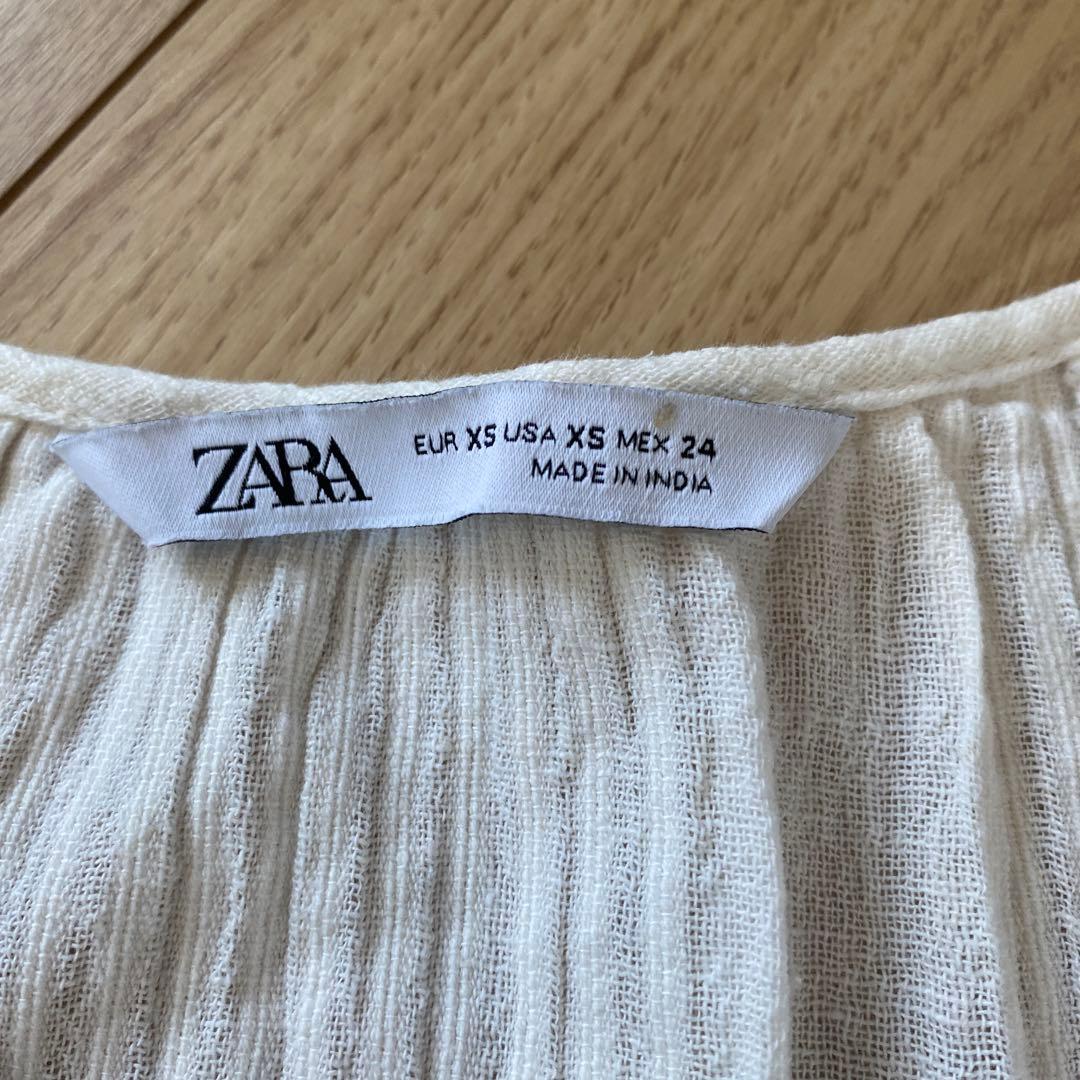 ZARA
EUR XS USA XS MEX 24
MADE IN INDIA